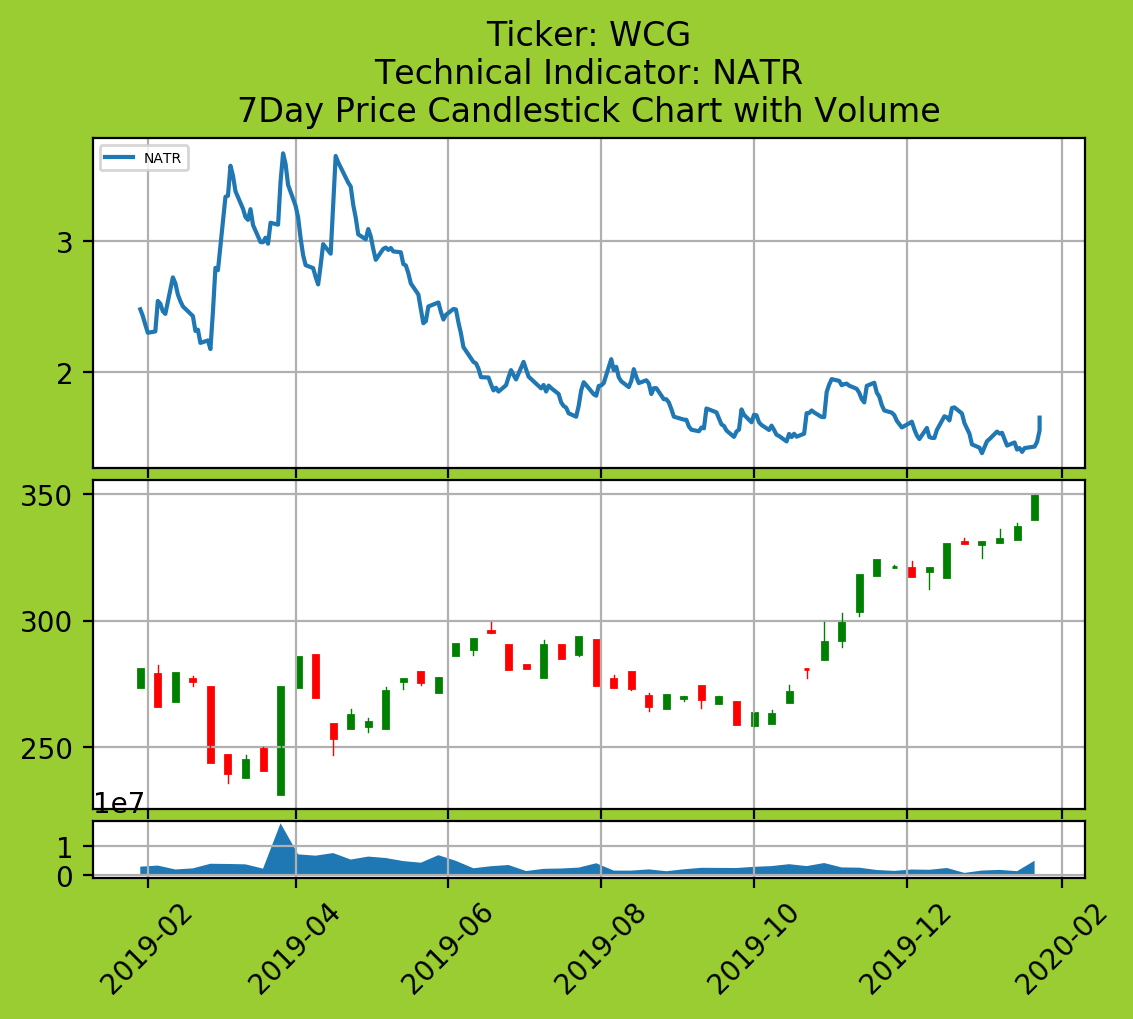 Ticker: WCG
Technical Indicator: NATR
7Day Price Candlestick Chart with Volume
NATR
3
2
350
300
250
1e7
1
0
2019-02
2019-04
2019-06
2019-08
2019-10
2019-12
2020-02